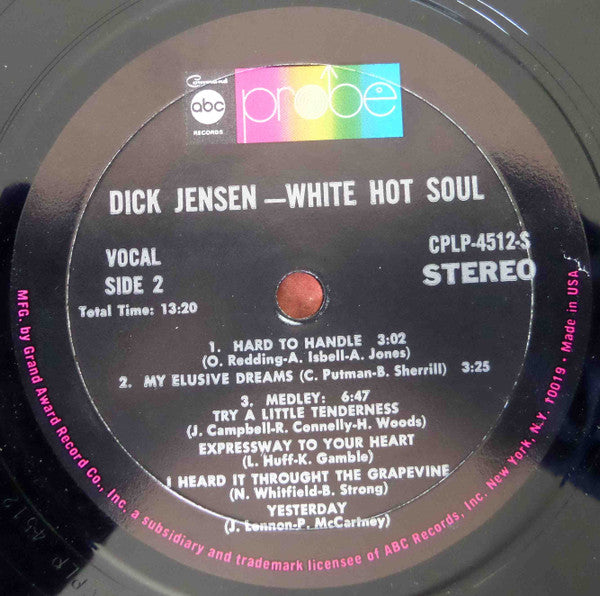 Command
abc
RECORDS
probe
DICK JENSEN—WHITE HOT SOUL
VOCAL
SIDE 2
Total Time: 13:20
CPLP-4512-S
STEREO
1. HARD TO HANDLE 3:02
(O. Redding-A. Isbell-A. Jones)
2. MY ELUSIVE DREAMS (C. Putman-B. Sherrill) 3:25
3. MEDLEY: 6:47
TRY A LITTLE TENDERNESS
(J. Campbell-R. Connelly-H. Woods)
EXPRESSWAY TO YOUR HEART
(L. Huff-K. Gamble)
I HEARD IT THROUGHT THE GRAPEVINE
(N. Whitfield-B. Strong)
YESTERDAY
(J. Lennon-P. McCartney)
MFG. by Grand Award Record Co., Inc. a subsidiary and trademark licensee of ABC Records, Inc. New York, N.Y. 10019 • Made in USA
PLP 4512